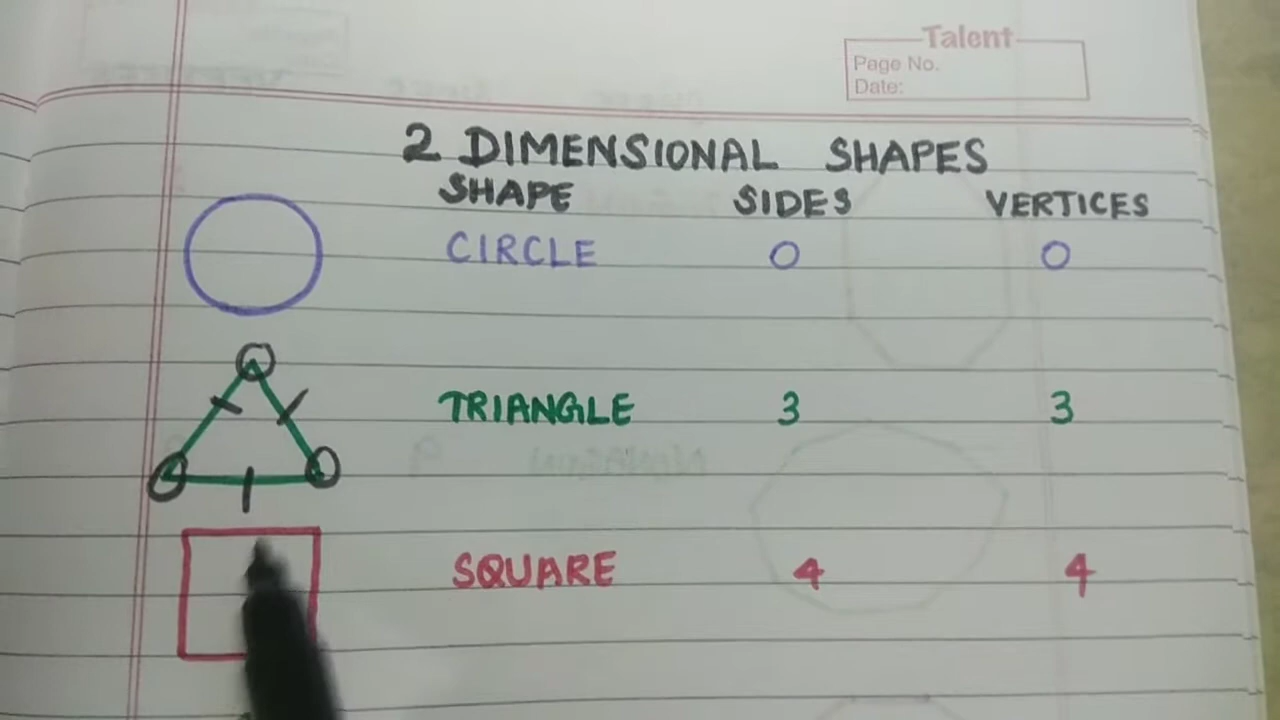 Talent
Page No.
Date:
2 DIMENSIONAL SHAPES
SHAPE SIDES VERTICES
CIRCLE 0 0
TRIANGLE 3 3
SQUARE 4 4